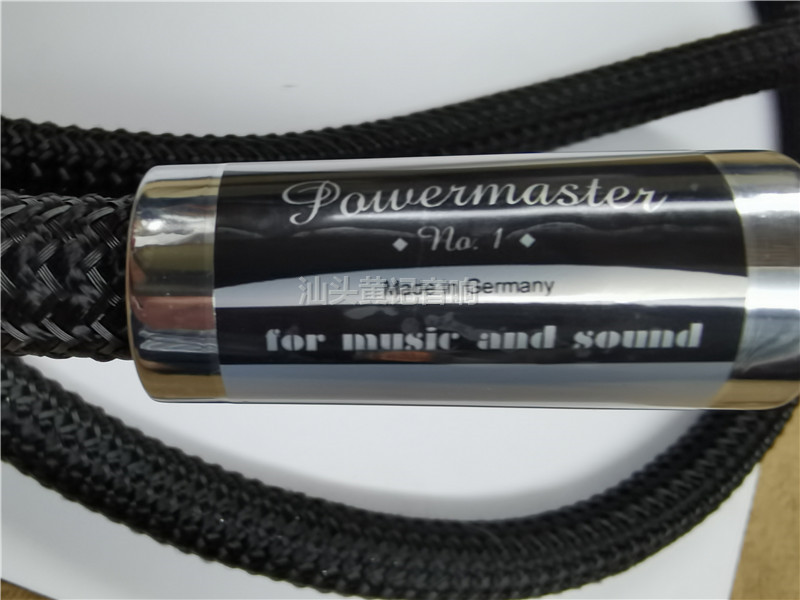 Powermaster
◆ No. 1 ◆
Made in Germany
for music and sound